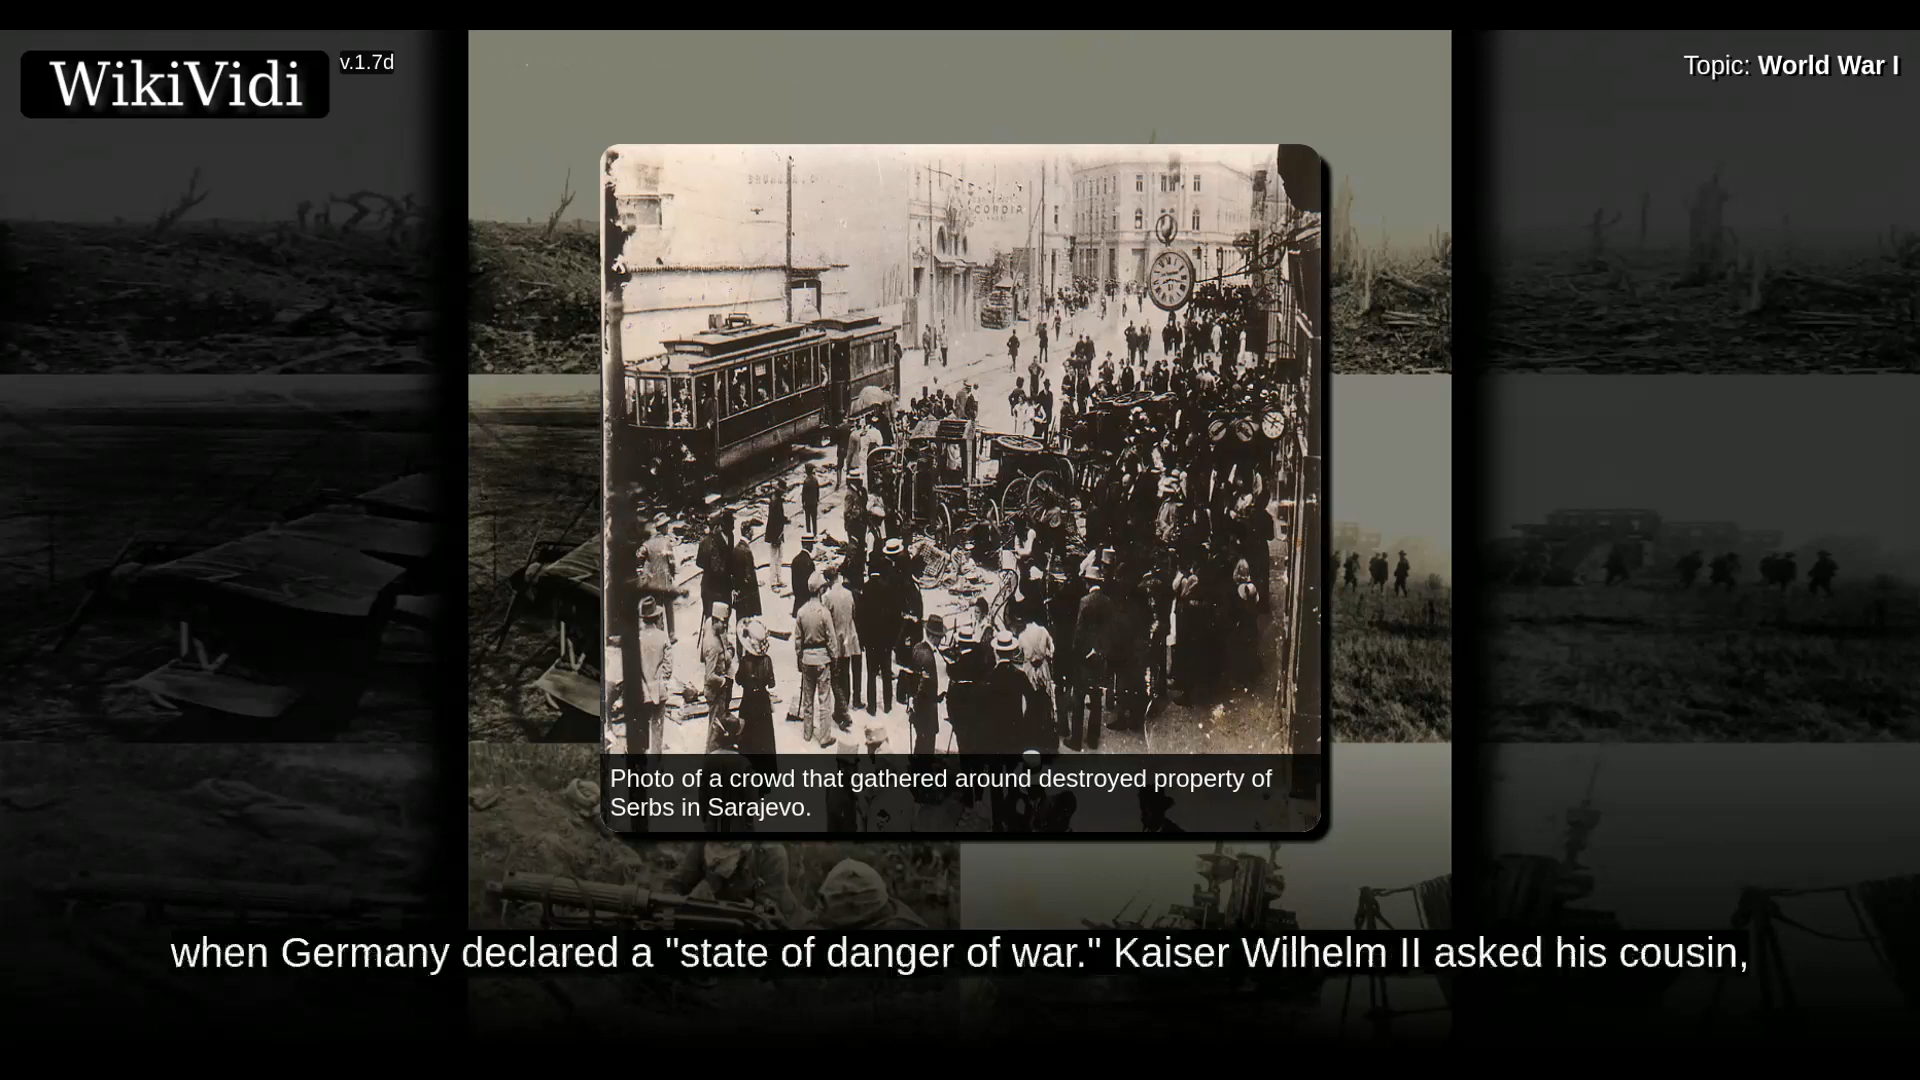 WikiVidi
v.1.7d
Topic: World War I
CORDIA
Photo of a crowd that gathered around destroyed property of
Serbs in Sarajevo.
when Germany declared a "state of danger of war." Kaiser Wilhelm II asked his cousin,